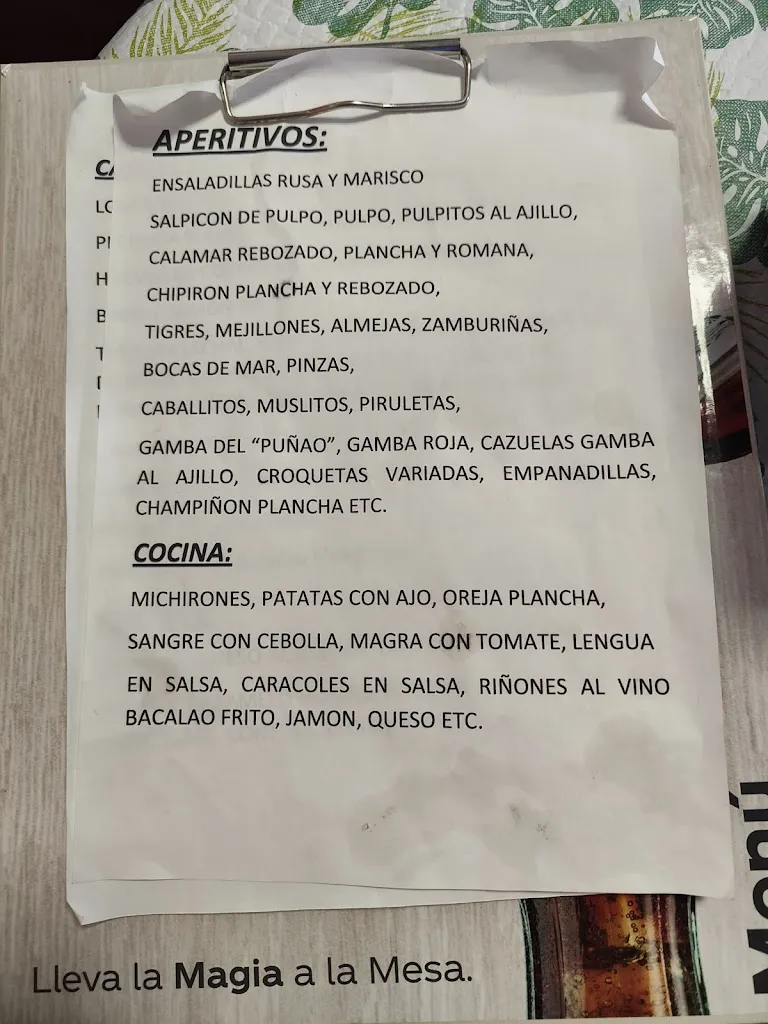 APERITIVOS:
ENSALADILLAS RUSA Y MARISCO
SALPICON DE PULPO, PULPO, PULPITOS AL AJILLO,
CALAMAR REBOZADO, PLANCHA Y ROMANA,
CHIPIRON PLANCHA Y REBOZADO,
TIGRES, MEJILLONES, ALMEJAS, ZAMBURIÑAS,
BOCAS DE MAR, PINZAS,
CABALLITOS, MUSLITOS, PIRULETAS,
GAMBA DEL “PUÑAO”, GAMBA ROJA, CAZUELAS GAMBA
AL AJILLO, CROQUETAS VARIADAS, EMPANADILLAS,
CHAMPIÑON PLANCHA ETC.
COCINA:
MICHIRONES, PATATAS CON AJO, OREJA PLANCHA,
SANGRE CON CEBOLLA, MAGRA CON TOMATE, LENGUA
EN SALSA, CARACOLES EN SALSA, RIÑONES AL VINO
BACALAO FRITO, JAMON, QUESO ETC.
Lleva la Magia a la Mesa.
Menú